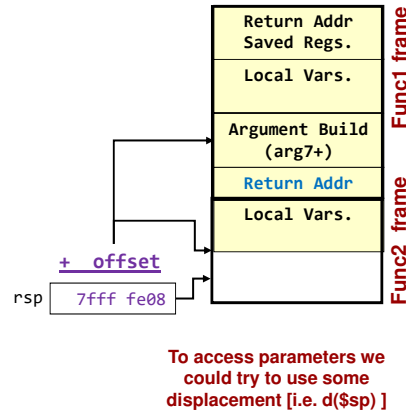 Return Addr
Saved Regs.
Local Vars.
Func1 frame
Argument Build
(arg7+)
Return Addr
Local Vars.
Func2 frame
+ offset
rsp 7fff fe08
To access parameters we
could try to use some
displacement [i.e. d($sp) ]